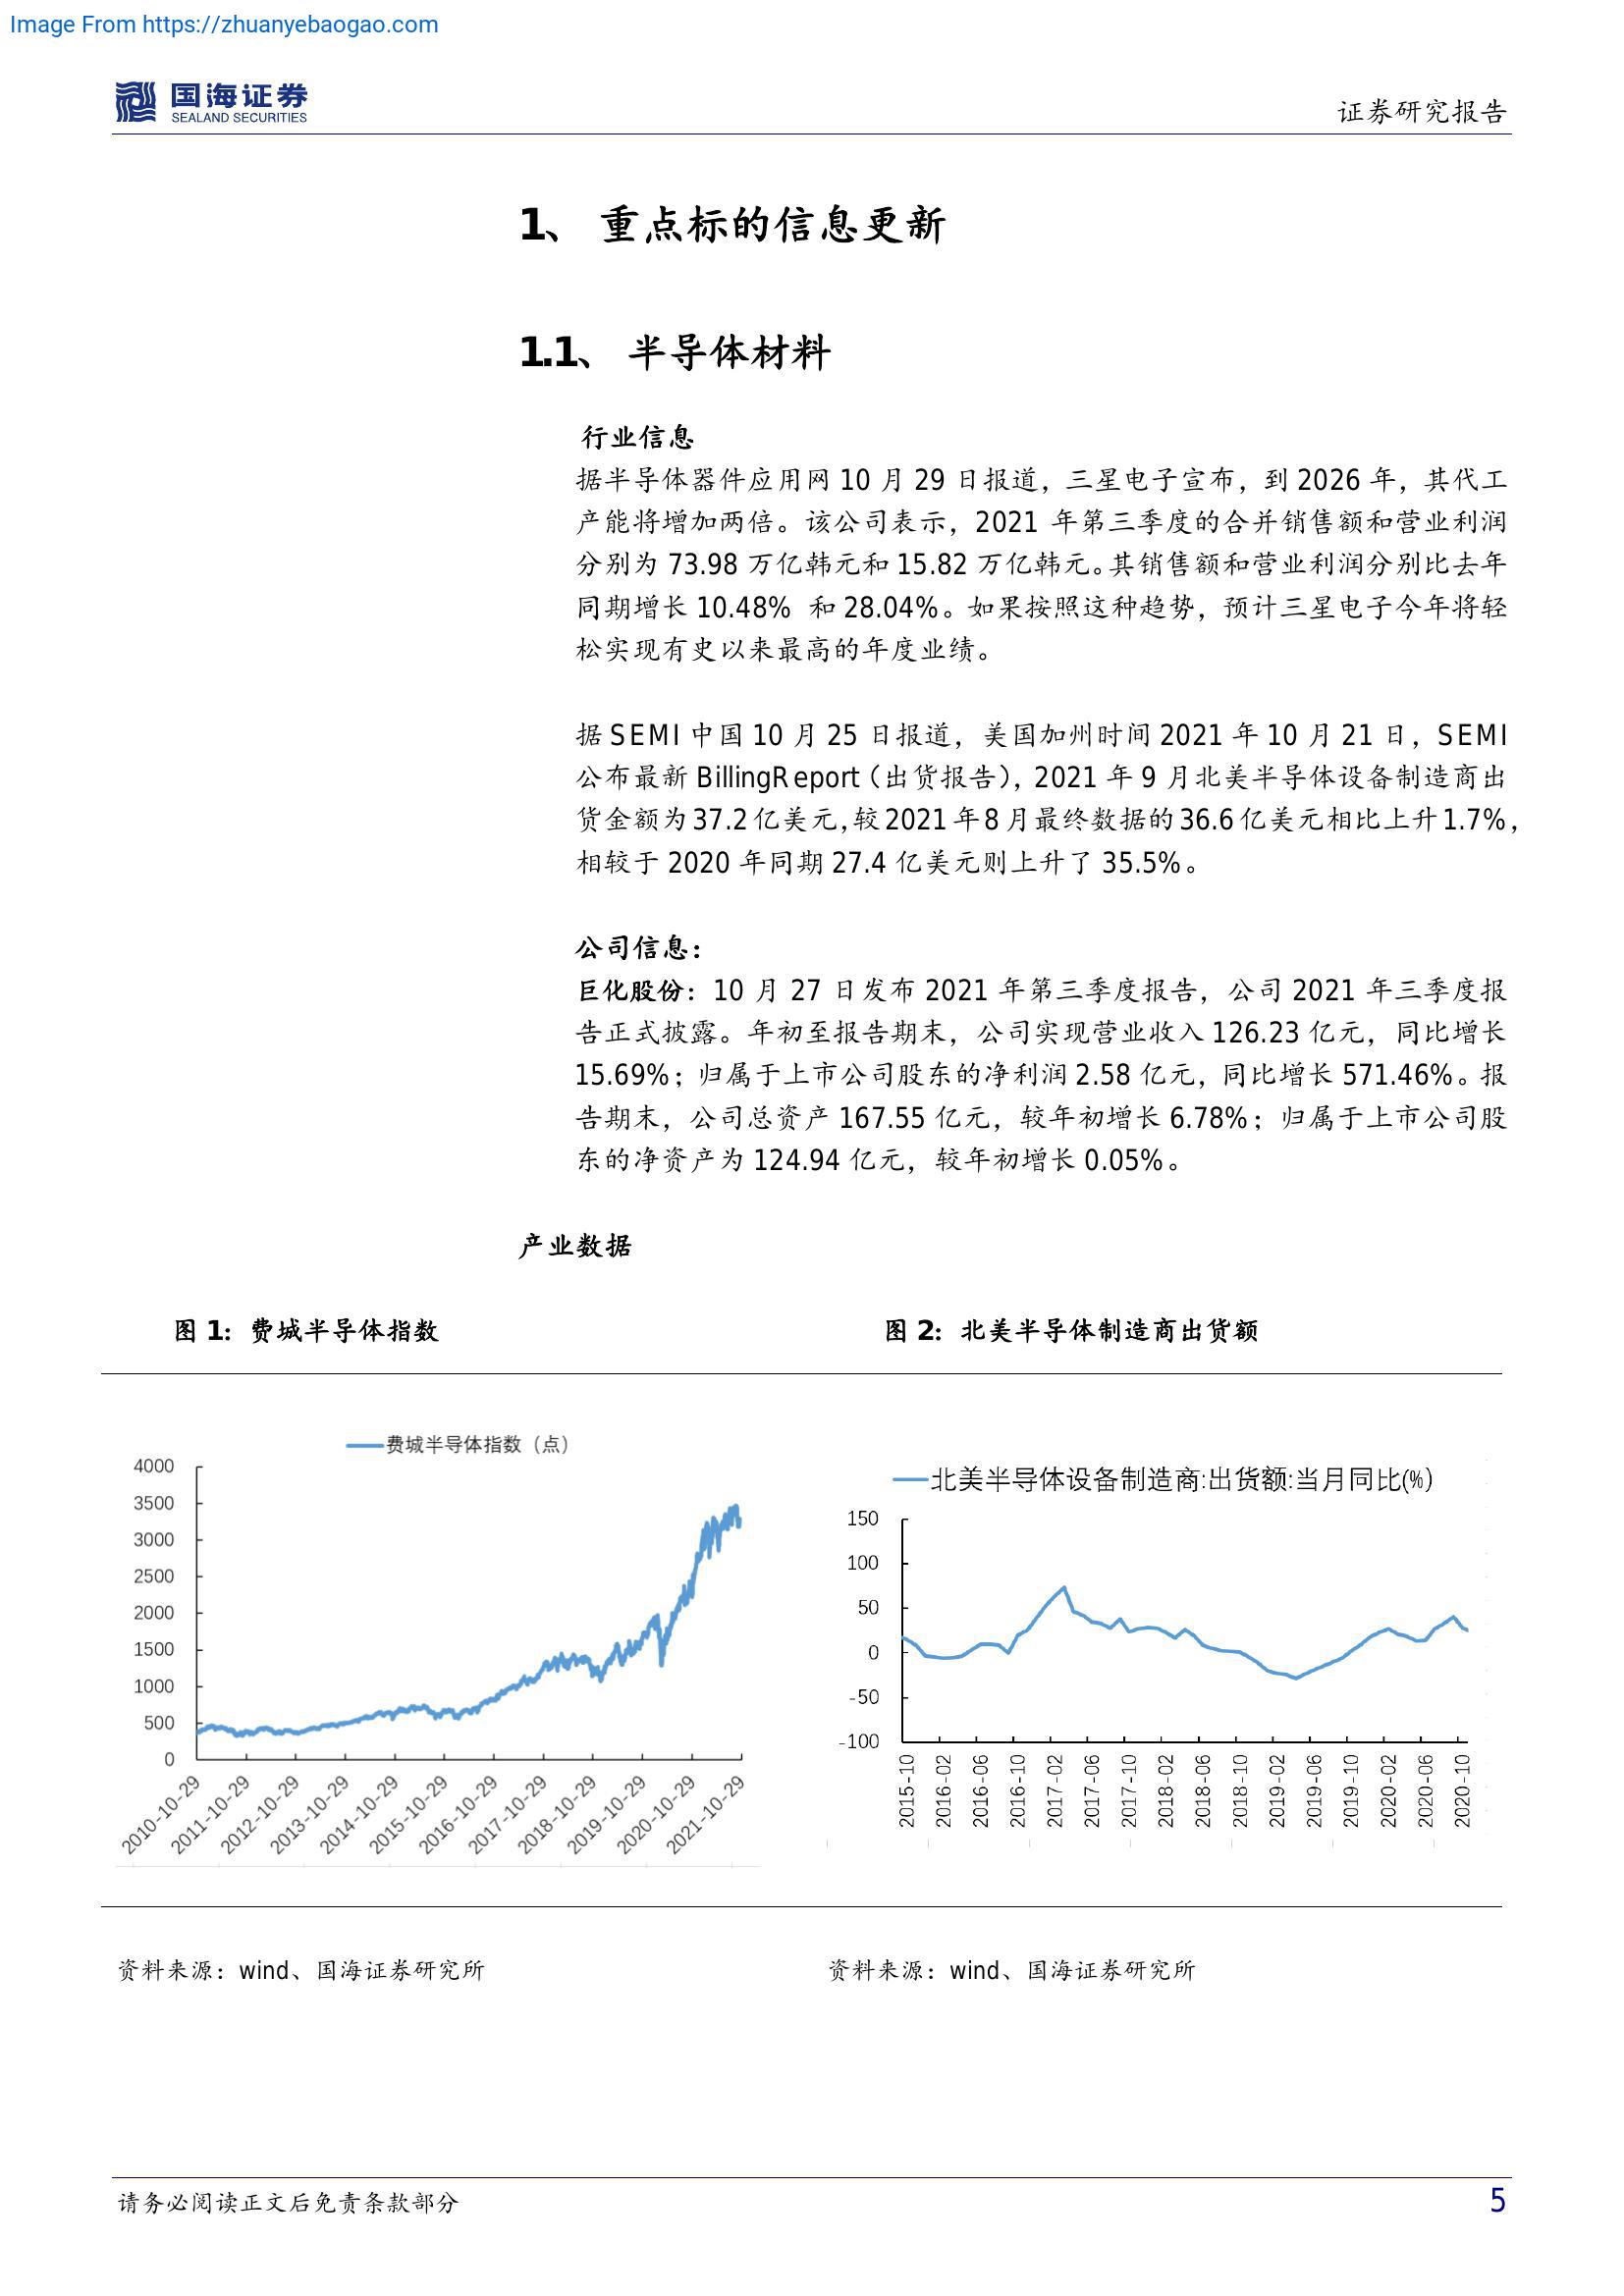 Image From https://zhuanyebaogao.com
国海证券
SEALAND SECURITIES
证券研究报告
1、 重点标的信息更新
1.1、 半导体材料
行业信息
据半导体器件应用网 10 月 29 日报道，三星电子宣布，到 2026 年，其代工
产能将增加两倍。该公司表示，2021 年第三季度的合并销售额和营业利润
分别为 73.98 万亿韩元和 15.82 万亿韩元。其销售额和营业利润分别比去年
同期增长 10.48% 和 28.04%。如果按照这种趋势，预计三星电子今年将轻
松实现有史以来最高的年度业绩。
据 SEMI 中国 10 月 25 日报道，美国加州时间 2021 年 10 月 21 日，SEMI
公布最新 BillingReport（出货报告），2021 年 9 月北美半导体设备制造商出
货金额为 37.2 亿美元，较 2021 年 8 月最终数据的 36.6 亿美元相比上升 1.7%，
相较于 2020 年同期 27.4 亿美元则上升了 35.5%。
公司信息：
巨化股份：10 月 27 日发布 2021 年第三季度报告，公司 2021 年三季度报
告正式披露。年初至报告期末，公司实现营业收入 126.23 亿元，同比增长
15.69%；归属于上市公司股东的净利润 2.58 亿元，同比增长 571.46%。报
告期末，公司总资产 167.55 亿元，较年初增长 6.78%；归属于上市公司股
东的净资产为 124.94 亿元，较年初增长 0.05%。
产业数据
图 1：费城半导体指数
图 2：北美半导体制造商出货额
费城半导体指数（点）
4000
3500
3000
2500
2000
1500
1000
500
0
2010-10-29
2011-10-29
2012-10-29
2013-10-29
2014-10-29
2015-10-29
2016-10-29
2017-10-29
2018-10-29
2019-10-29
2020-10-29
2021-10-29
北美半导体设备制造商:出货额:当月同比(%)
150
100
50
0
-50
-100
2015-10
2016-02
2016-06
2016-10
2017-02
2017-06
2017-10
2018-02
2018-06
2018-10
2019-02
2019-06
2019-10
2020-02
2020-06
2020-10
资料来源：wind、国海证券研究所
资料来源：wind、国海证券研究所
请务必阅读正文后免责条款部分
5